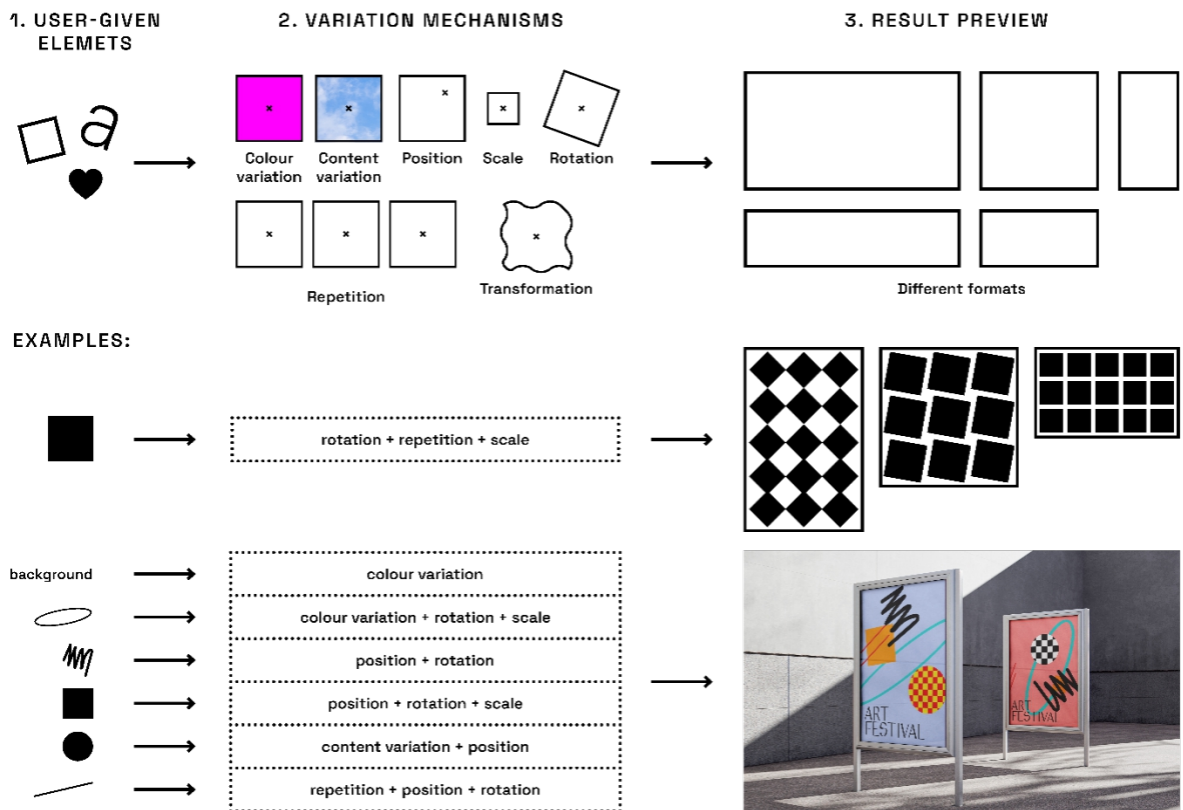 1. USER-GIVEN
ELEMETS
2. VARIATION MECHANISMS
3. RESULT PREVIEW
a
Colour
variation
Content
variation
Position
Scale
Rotation
Repetition
Transformation
Different formats
EXAMPLES:
rotation + repetition + scale
background
colour variation
colour variation + rotation + scale
position + rotation
position + rotation + scale
content variation + position
repetition + position + rotation
ART
FESTIVAL
ART
FESTIVAL